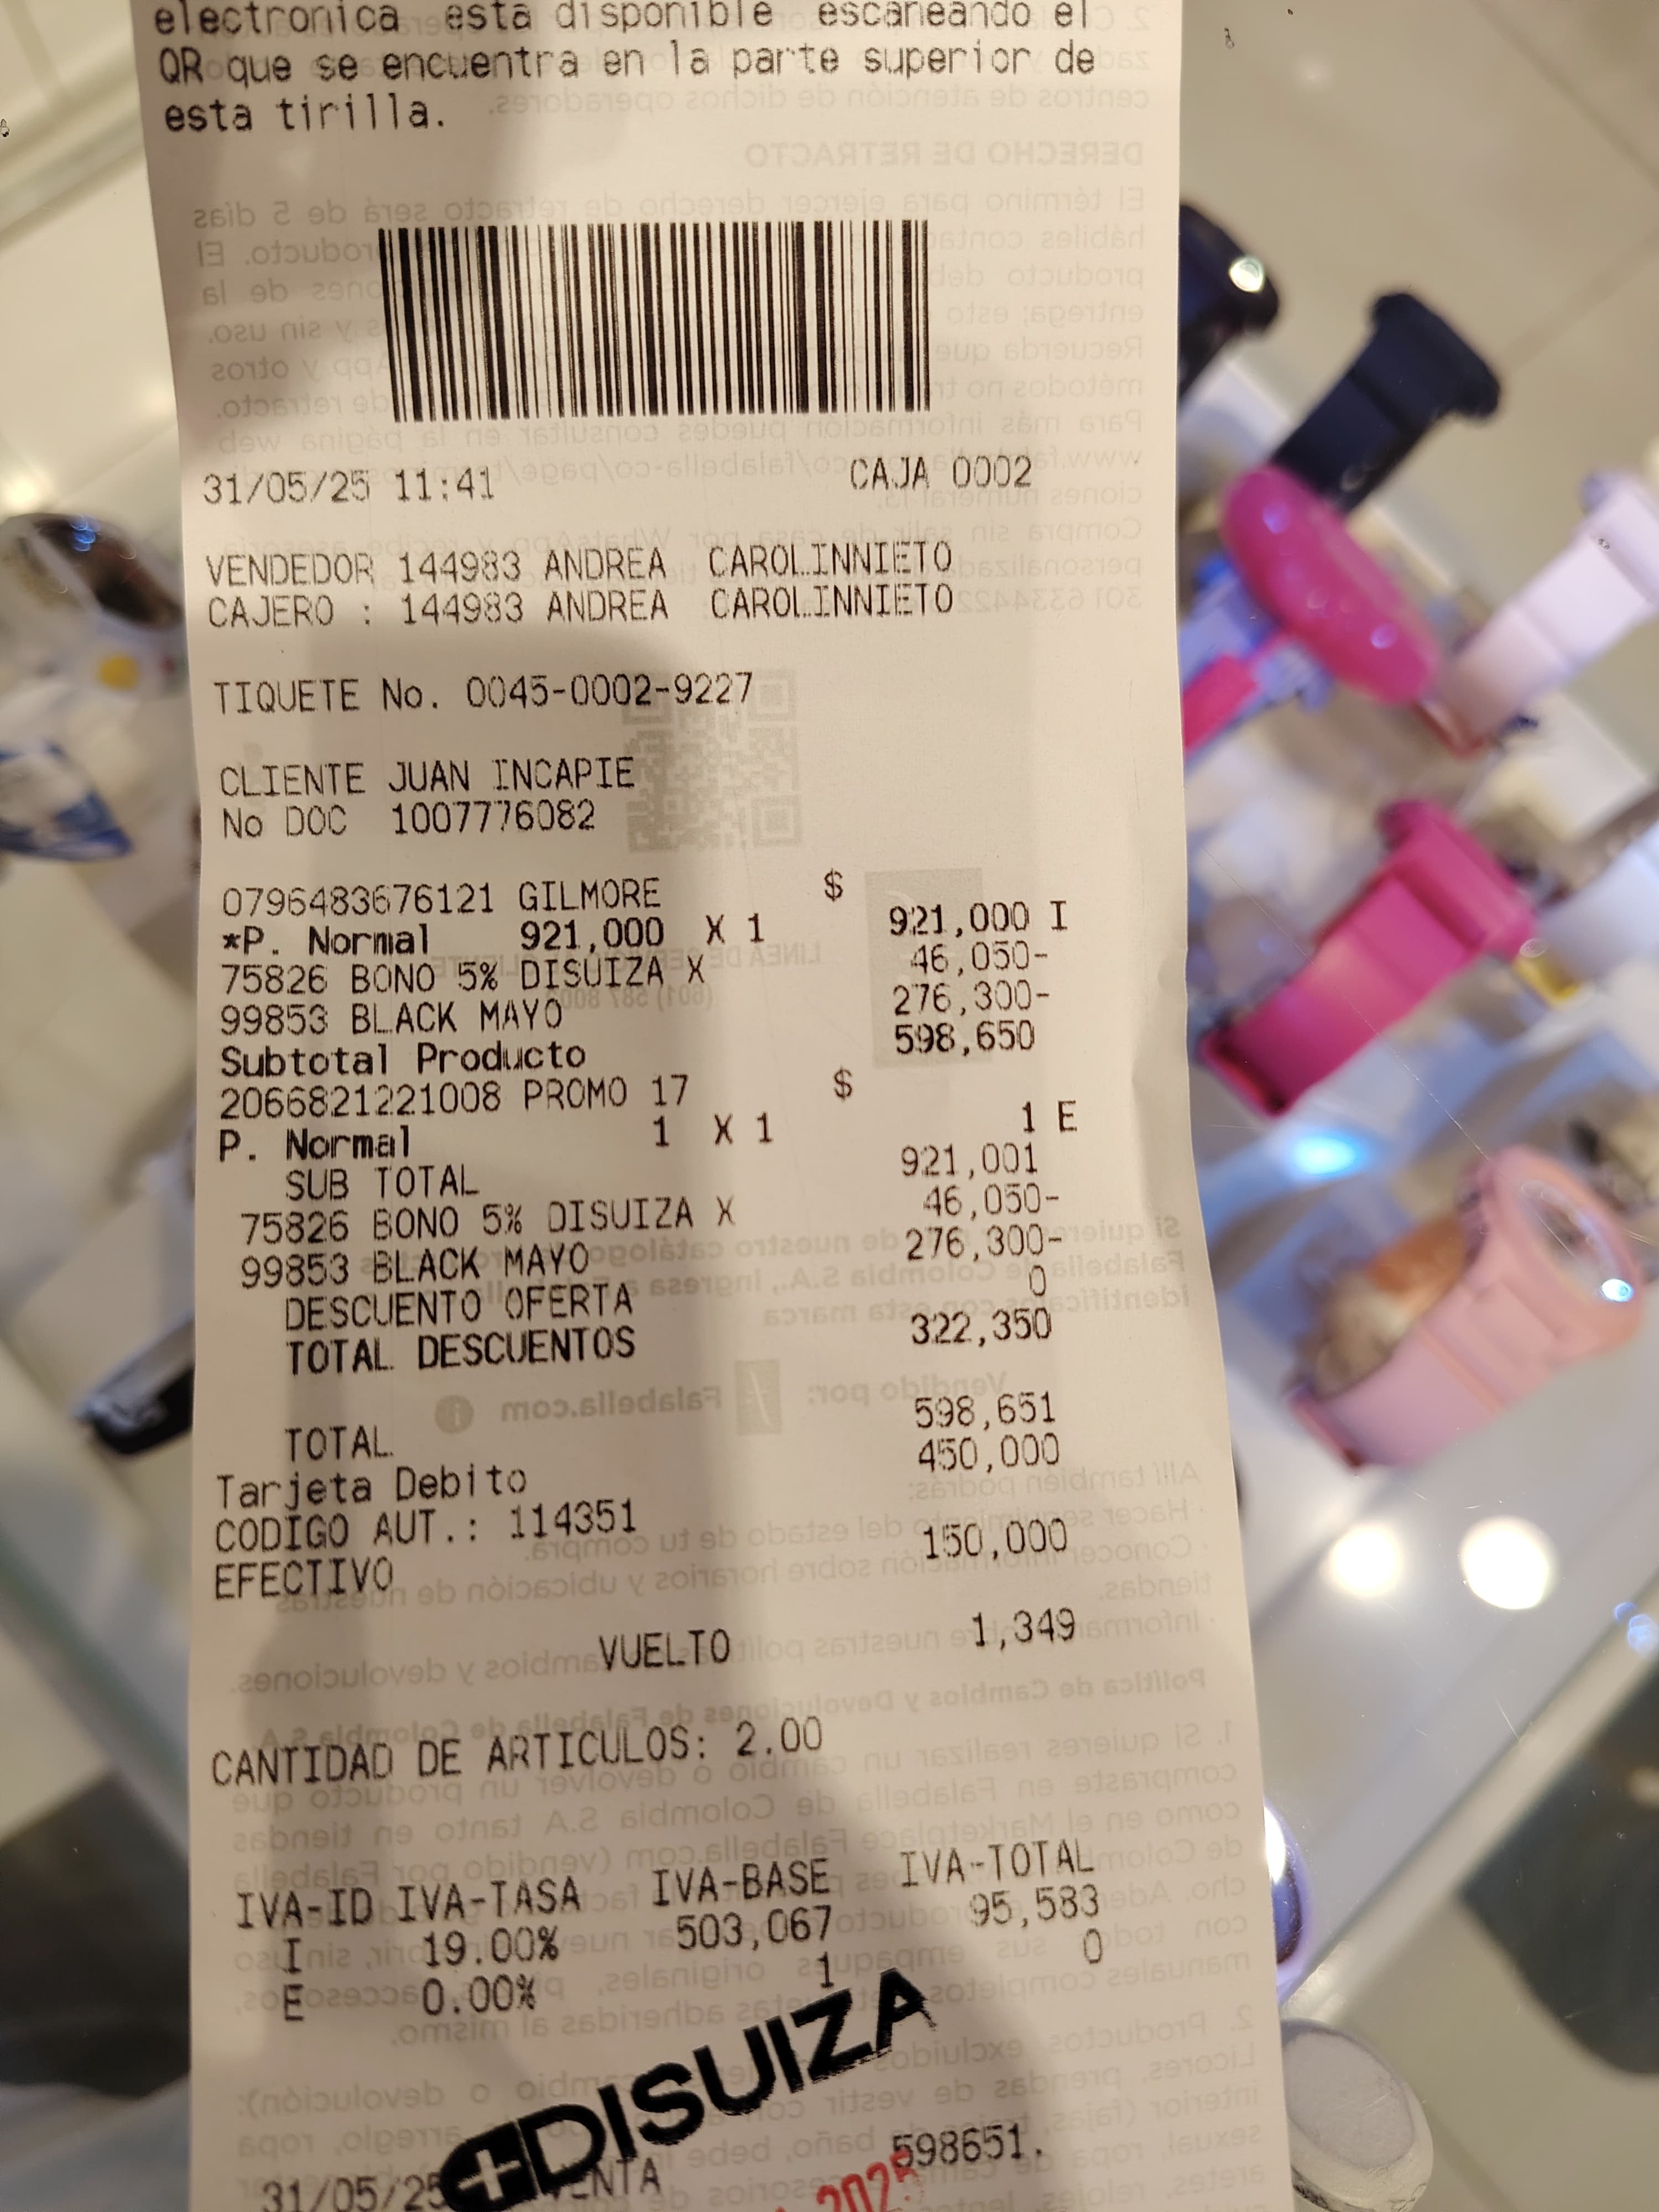 electronica esta disponible escaneando el
QR que se encuentra en la parte superior de
esta tirilla.
31/05/25 11:41 CAJA 0002
VENDEDOR 144983 ANDREA CAROLINNIETO
CAJERO : 144983 ANDREA CAROLINNIETO
TIQUETE No. 0045-0002-9227
CLIENTE JUAN INCAPIE
No DOC 1007776082
0796483676121 GILMORE $
*P. Normal 921,000 X 1 921,000 I
75826 BONO 5% DISUIZA X 46,050-
99853 BLACK MAYO 276,300-
Subtotal Producto 598,650
2066821221008 PROMO 17 $
P. Normal 1 X 1 1 E
SUB TOTAL 921,001
75826 BONO 5% DISUIZA X 46,050-
99853 BLACK MAYO 276,300-
DESCUENTO OFERTA 0
TOTAL DESCUENTOS 322,350
TOTAL 598,651
Tarjeta Debito 450,000
CODIGO AUT.: 114351
EFECTIVO 150,000
VUELTO 1,349
CANTIDAD DE ARTICULOS: 2.00
IVA-ID IVA-TASA IVA-BASE IVA-TOTAL
I 19.00% 503,067 95,583
E 0.00% 1 0
DISUIZA
598651.
31/05/25 VENTA
2025